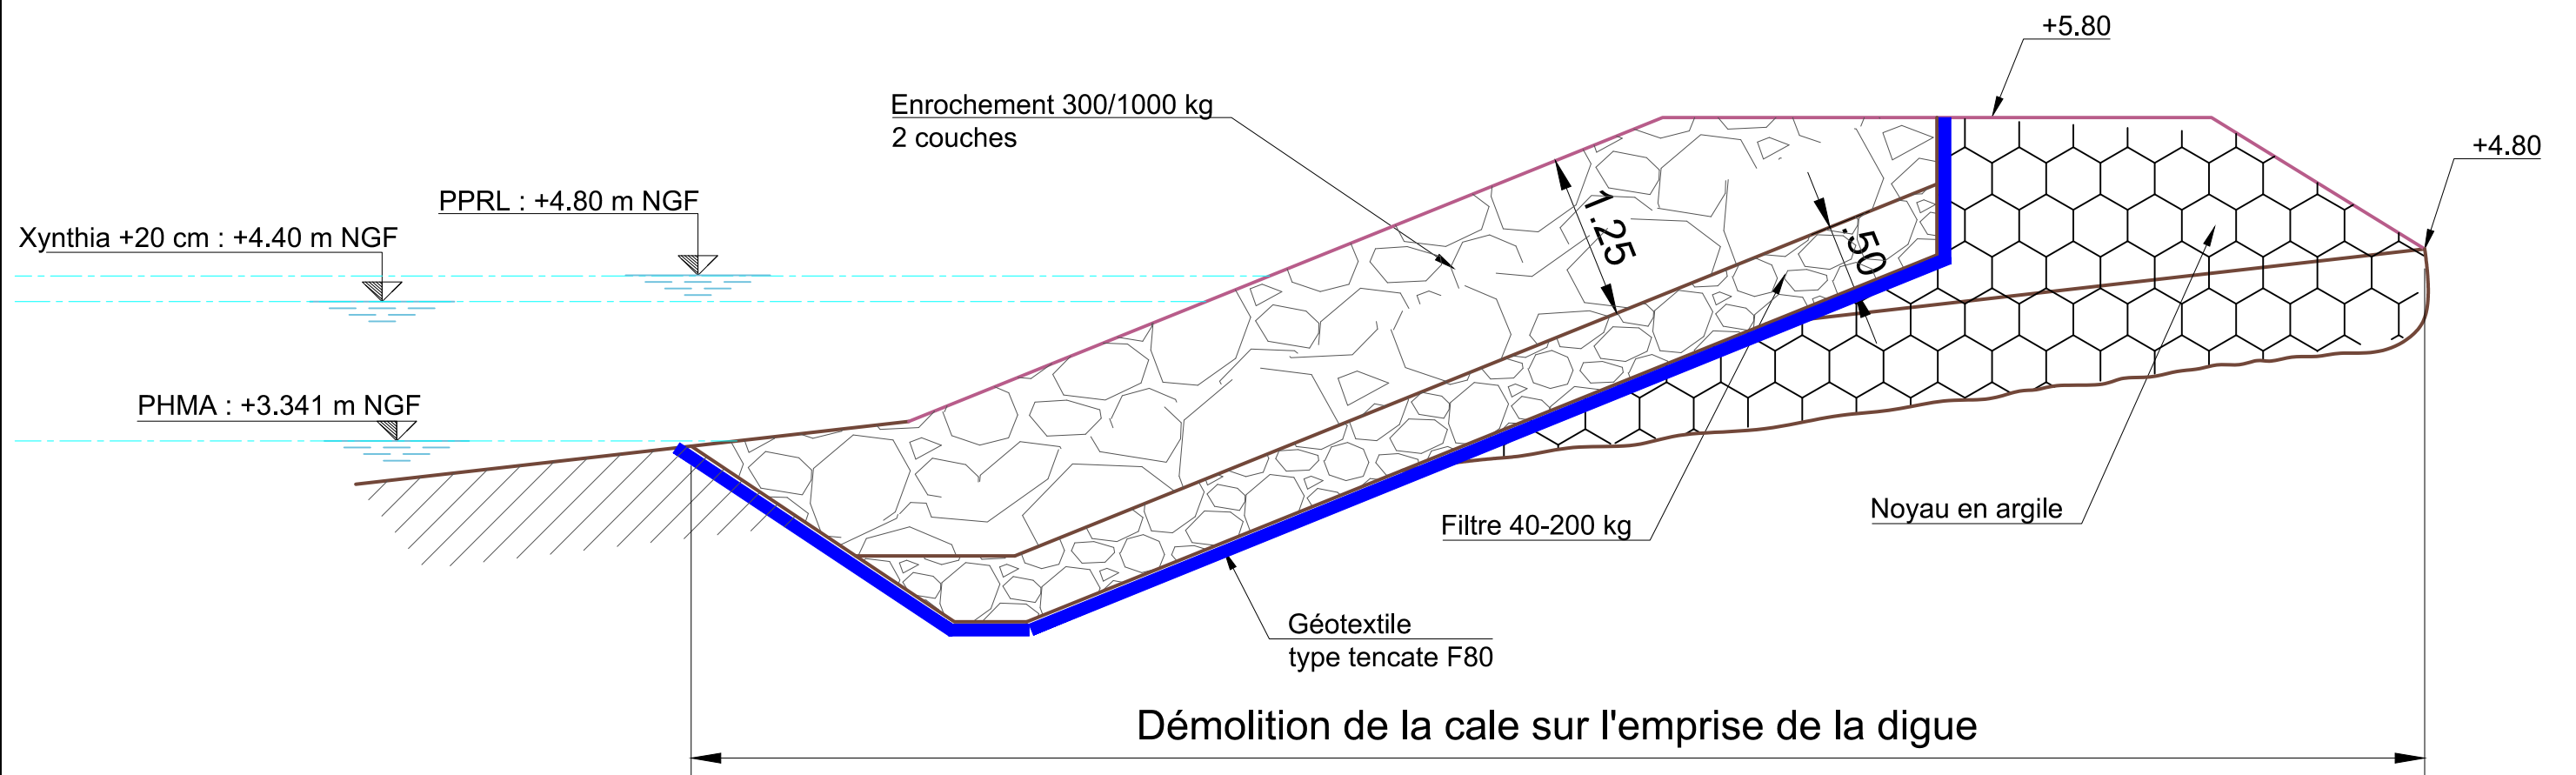 +5.80
Enrochement 300/1000 kg
2 couches
+4.80
PPRL : +4.80 m NGF
Xynthia +20 cm : +4.40 m NGF
1.25
.50
PHMA : +3.341 m NGF
Noyau en argile
Filtre 40-200 kg
Géotextile
type tencate F80
Démolition de la cale sur l'emprise de la digue